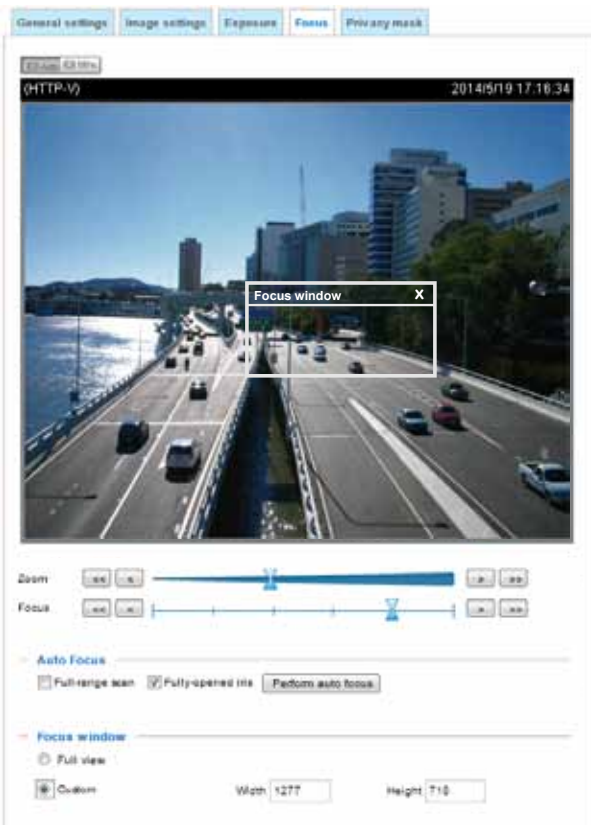 General settings Image settings Exposure Focus Privacy mask
(HTTP-V) 2014/5/19 17:16:34
Focus window X
Zoom << < > >>
Focus << < > >>
Auto Focus
Full-range scan Fully-opened iris Perform auto focus
Focus window
Full view
Custom Width 1277 Height 710